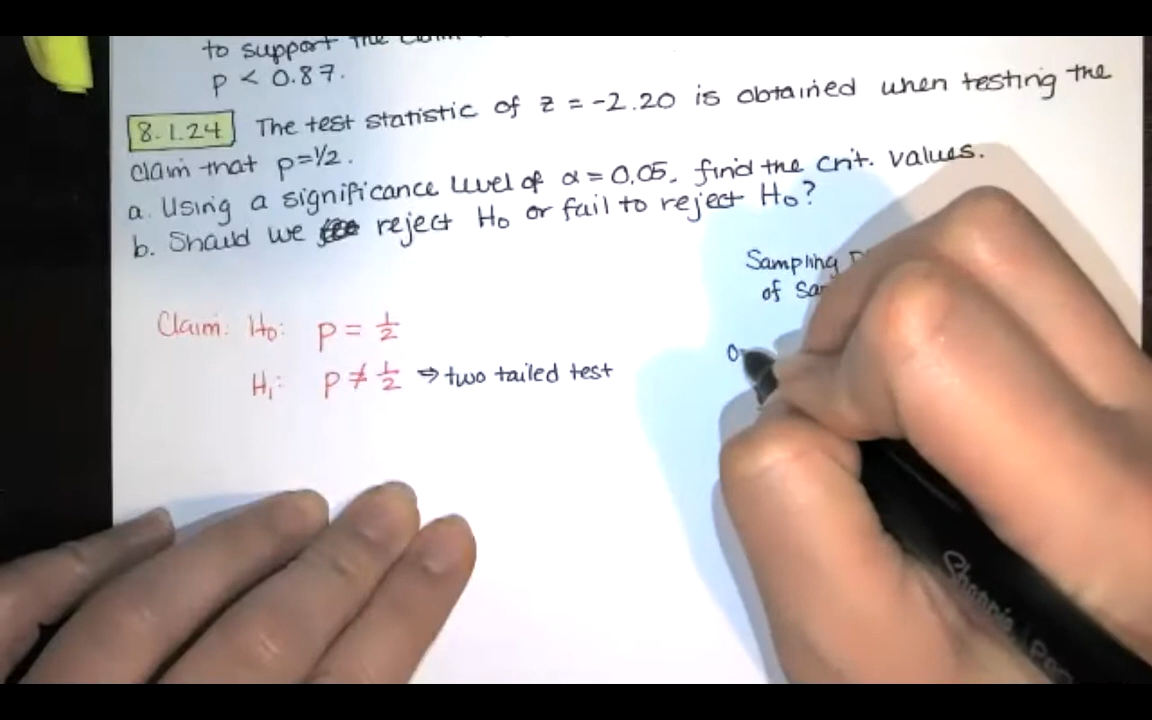 to support the
p < 0.87.
8.1.24 The test statistic of z = -2.20 is obtained when testing the
claim that p=1/2.
a. Using a significance level of α = 0.05, find the crit. values.
b. Should we reject H0 or fail to reject H0?
Sampling
of
Claim: H0: p = 1/2
H1: p ≠ 1/2 ⇒ two tailed test
Sharpie Pen